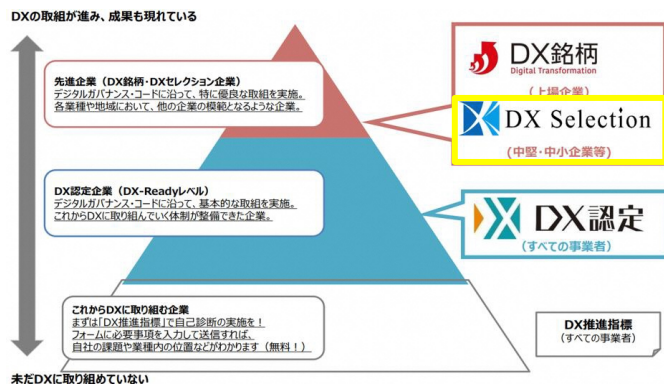 DXの取組が進み、成果も現れている
先進企業（DX銘柄・DXセレクション企業）
デジタルガバナンス・コードに沿って、特に優良な取組を実施。
各業種や地域において、他の企業の模範となるような企業。
DX銘柄
Digital Transformation
(上場企業)
DX Selection
(中堅・中小企業等)
DX認定企業（DX-Readyレベル）
デジタルガバナンス・コードに沿って、基本的な取組を実施。
これからDXに取り組んでいく体制が整備できた企業。
DX認定
(すべての事業者)
これからDXに取り組む企業
まずは「DX推進指標」で自己診断の実施を！
フォームに必要事項を入力して送信すれば、
自社の課題や業種内の位置などがわかります（無料！）
DX推進指標
(すべての事業者)
未だDXに取り組めていない